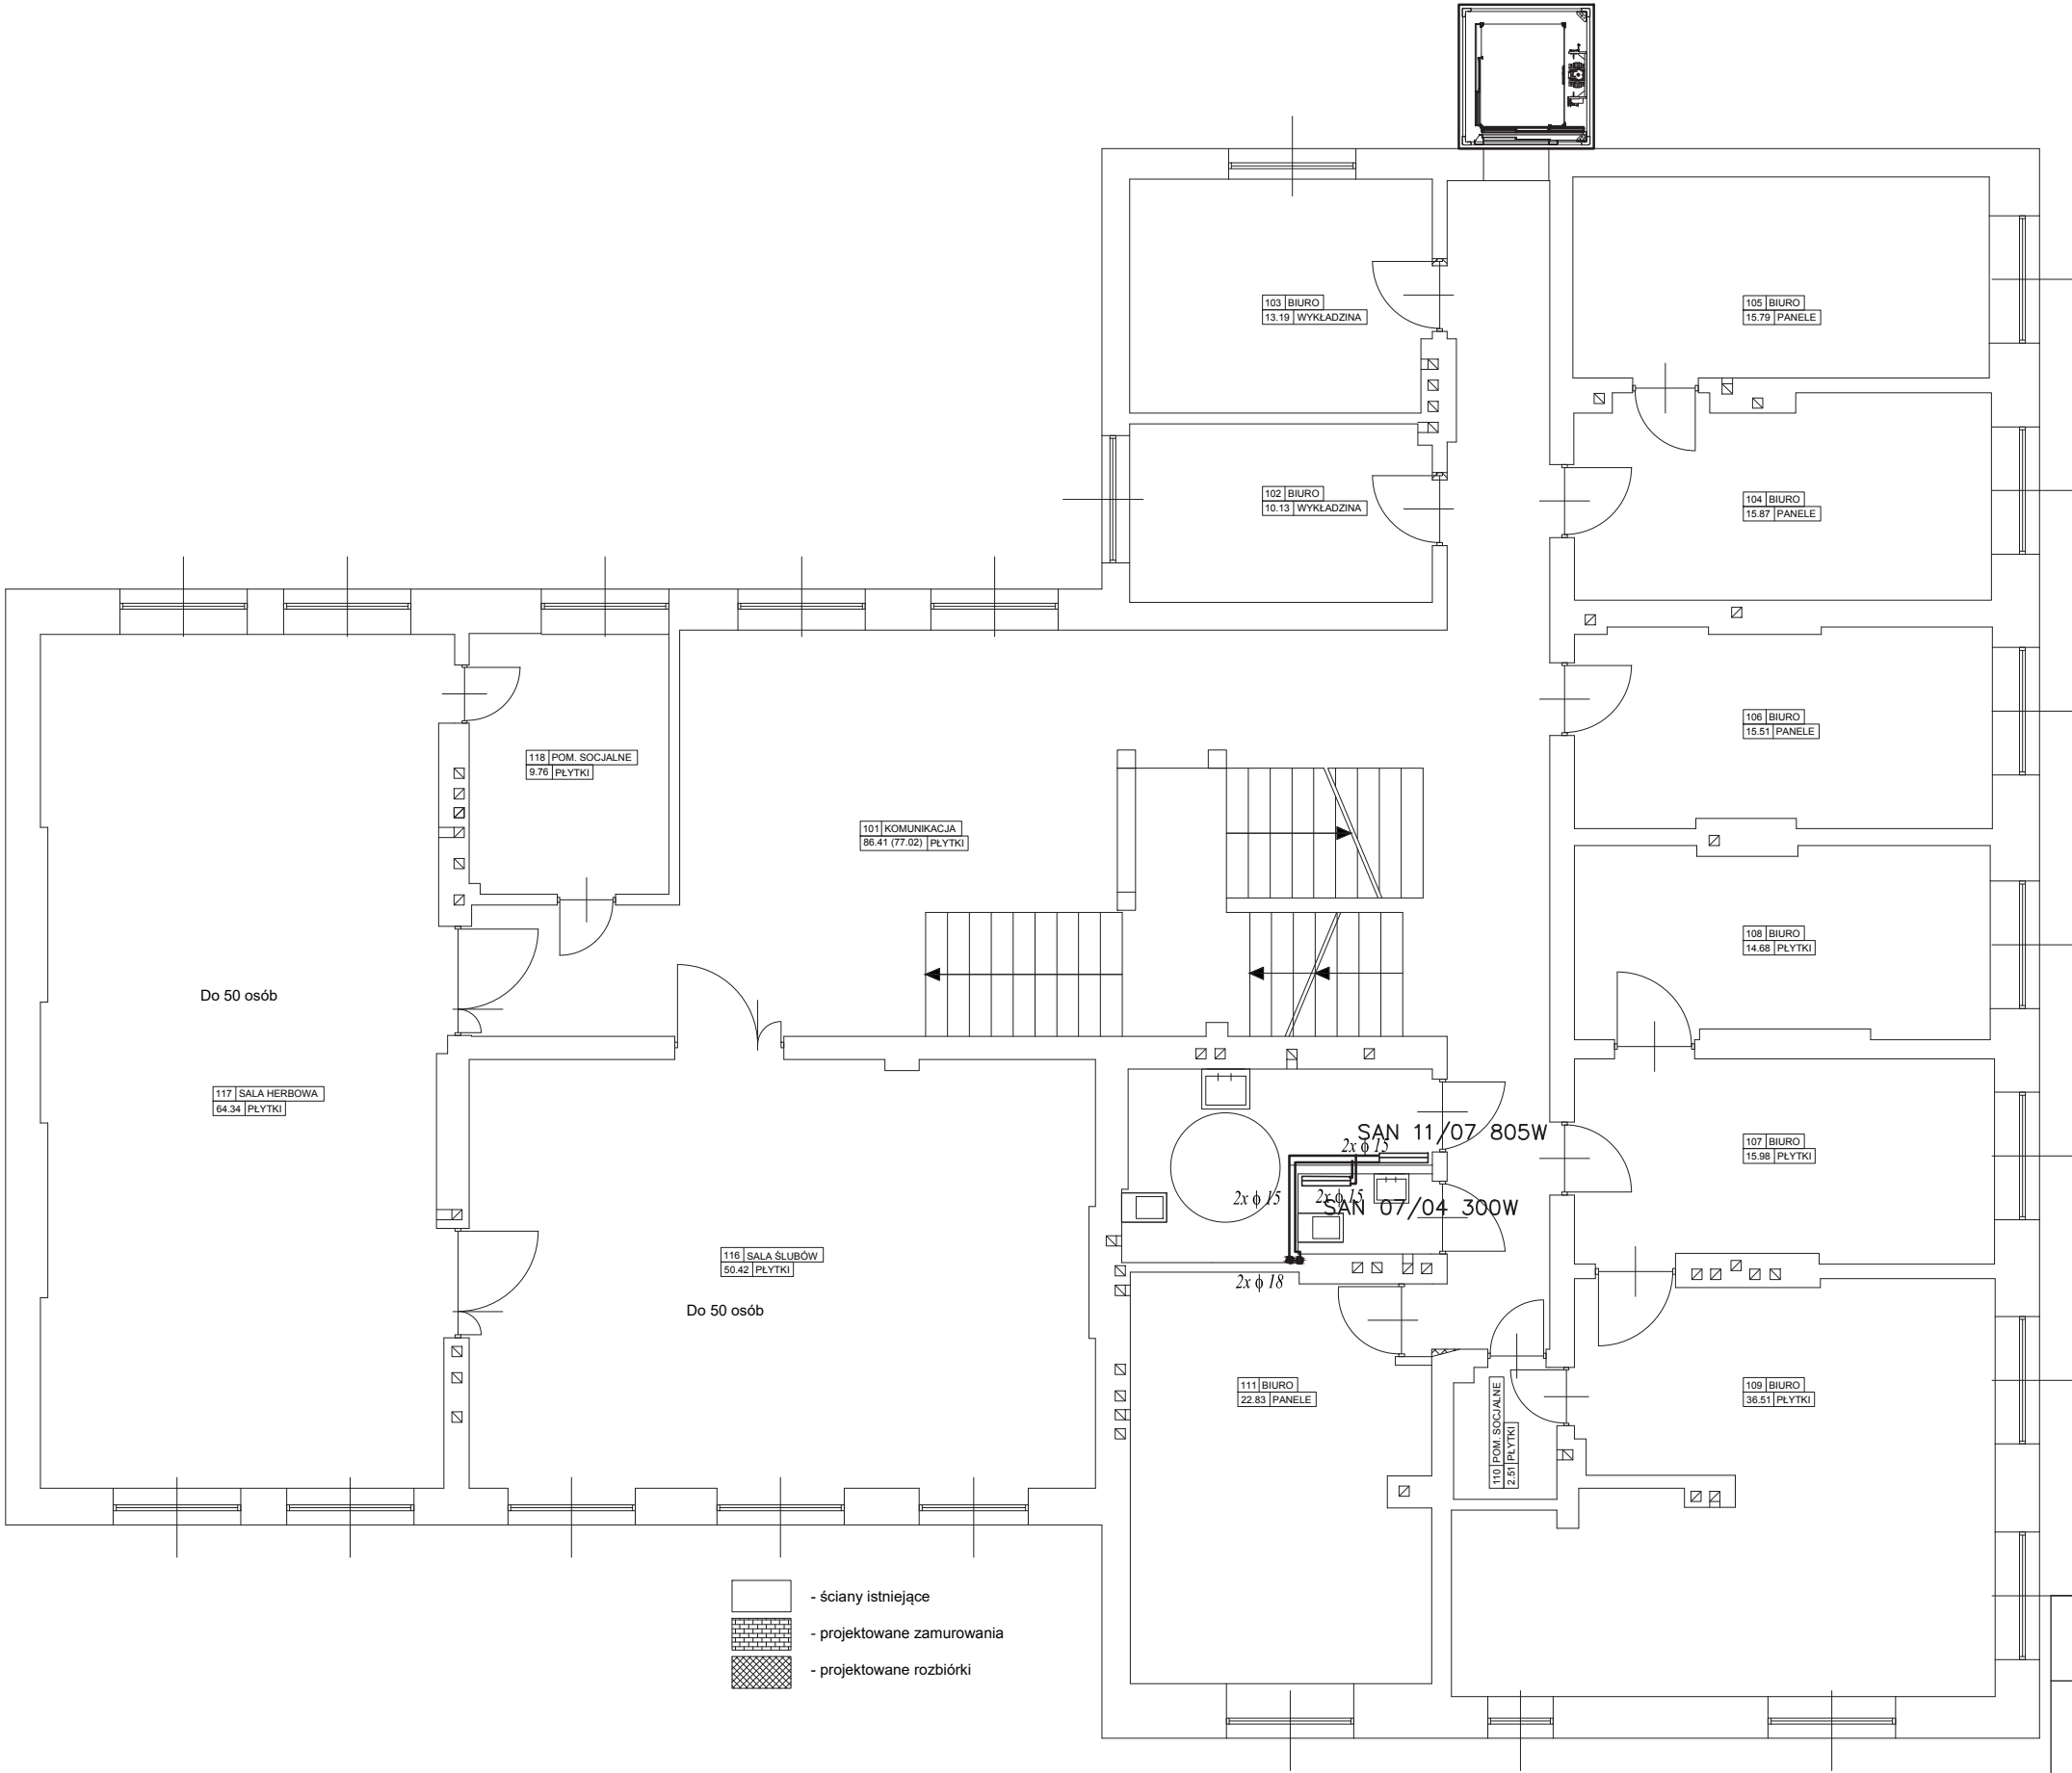 103 BIURO
13.19 WYKŁADZINA
105 BIURO
15.79 PANELE
102 BIURO
10.13 WYKŁADZINA
104 BIURO
15.87 PANELE
106 BIURO
15.51 PANELE
118 POM. SOCJALNE
9.76 PŁYTKI
101 KOMUNIKACJA
86.41 (77.02) PŁYTKI
108 BIURO
14.68 PŁYTKI
Do 50 osób
117 SALA HERBOWA
64.34 PŁYTKI
SAN 11/07 805W
2x ϕ 15
107 BIURO
15.98 PŁYTKI
2x ϕ 15
2x ϕ 15
SAN 07/04 300W
116 SALA ŚLUBÓW
50.42 PŁYTKI
2x ϕ 18
Do 50 osób
111 BIURO
22.83 PANELE
110 POM. SOCJALNE
2.51 PŁYTKI
109 BIURO
36.51 PŁYTKI
- ściany istniejące
- projektowane zamurowania
- projektowane rozbiórki